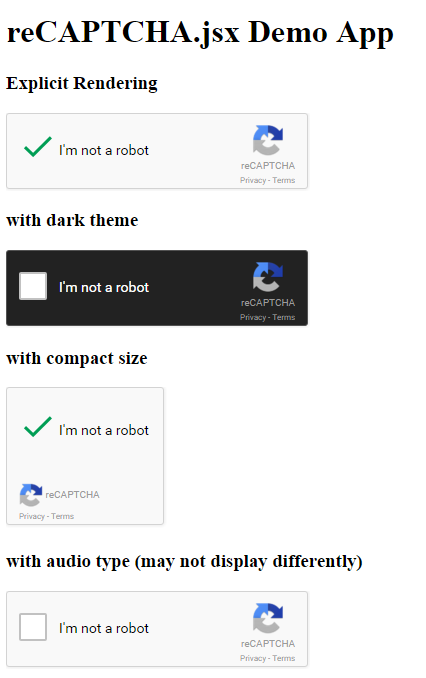 reCAPTCHA.jsx Demo App
Explicit Rendering
I'm not a robot
reCAPTCHA
Privacy - Terms
with dark theme
I'm not a robot
reCAPTCHA
Privacy - Terms
with compact size
I'm not a robot
reCAPTCHA
Privacy - Terms
with audio type (may not display differently)
I'm not a robot
reCAPTCHA
Privacy - Terms